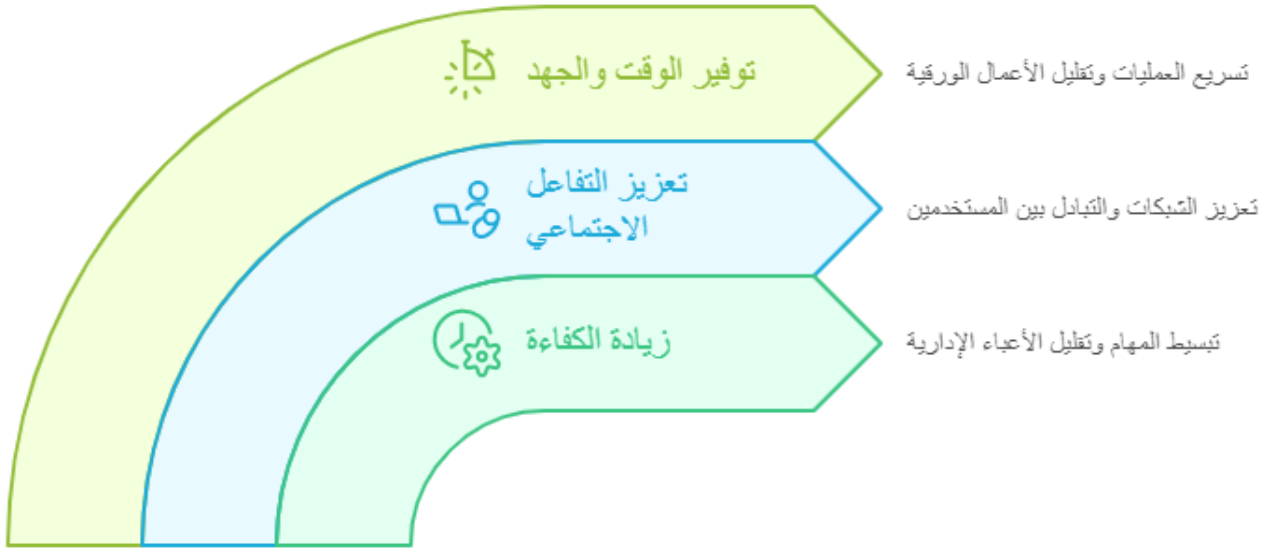 توفير الوقت والجهد
تسريع العمليات وتقليل الأعمال الورقية
تعزيز التفاعل
الاجتماعي
تعزيز الشبكات والتبادل بين المستخدمين
زيادة الكفاءة
تبسيط المهام وتقليل الأعباء الإدارية